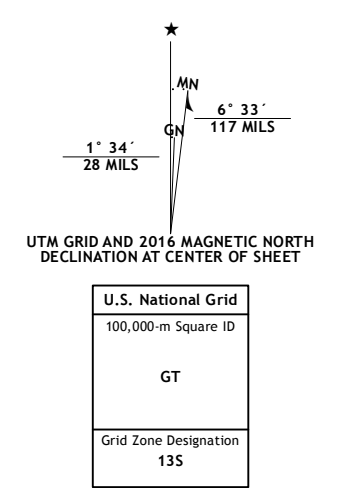 ★
MN
6° 33´
117 MILS
GN
1° 34´
28 MILS
UTM GRID AND 2016 MAGNETIC NORTH
DECLINATION AT CENTER OF SHEET
U.S. National Grid
100,000-m Square ID
GT
Grid Zone Designation
13S